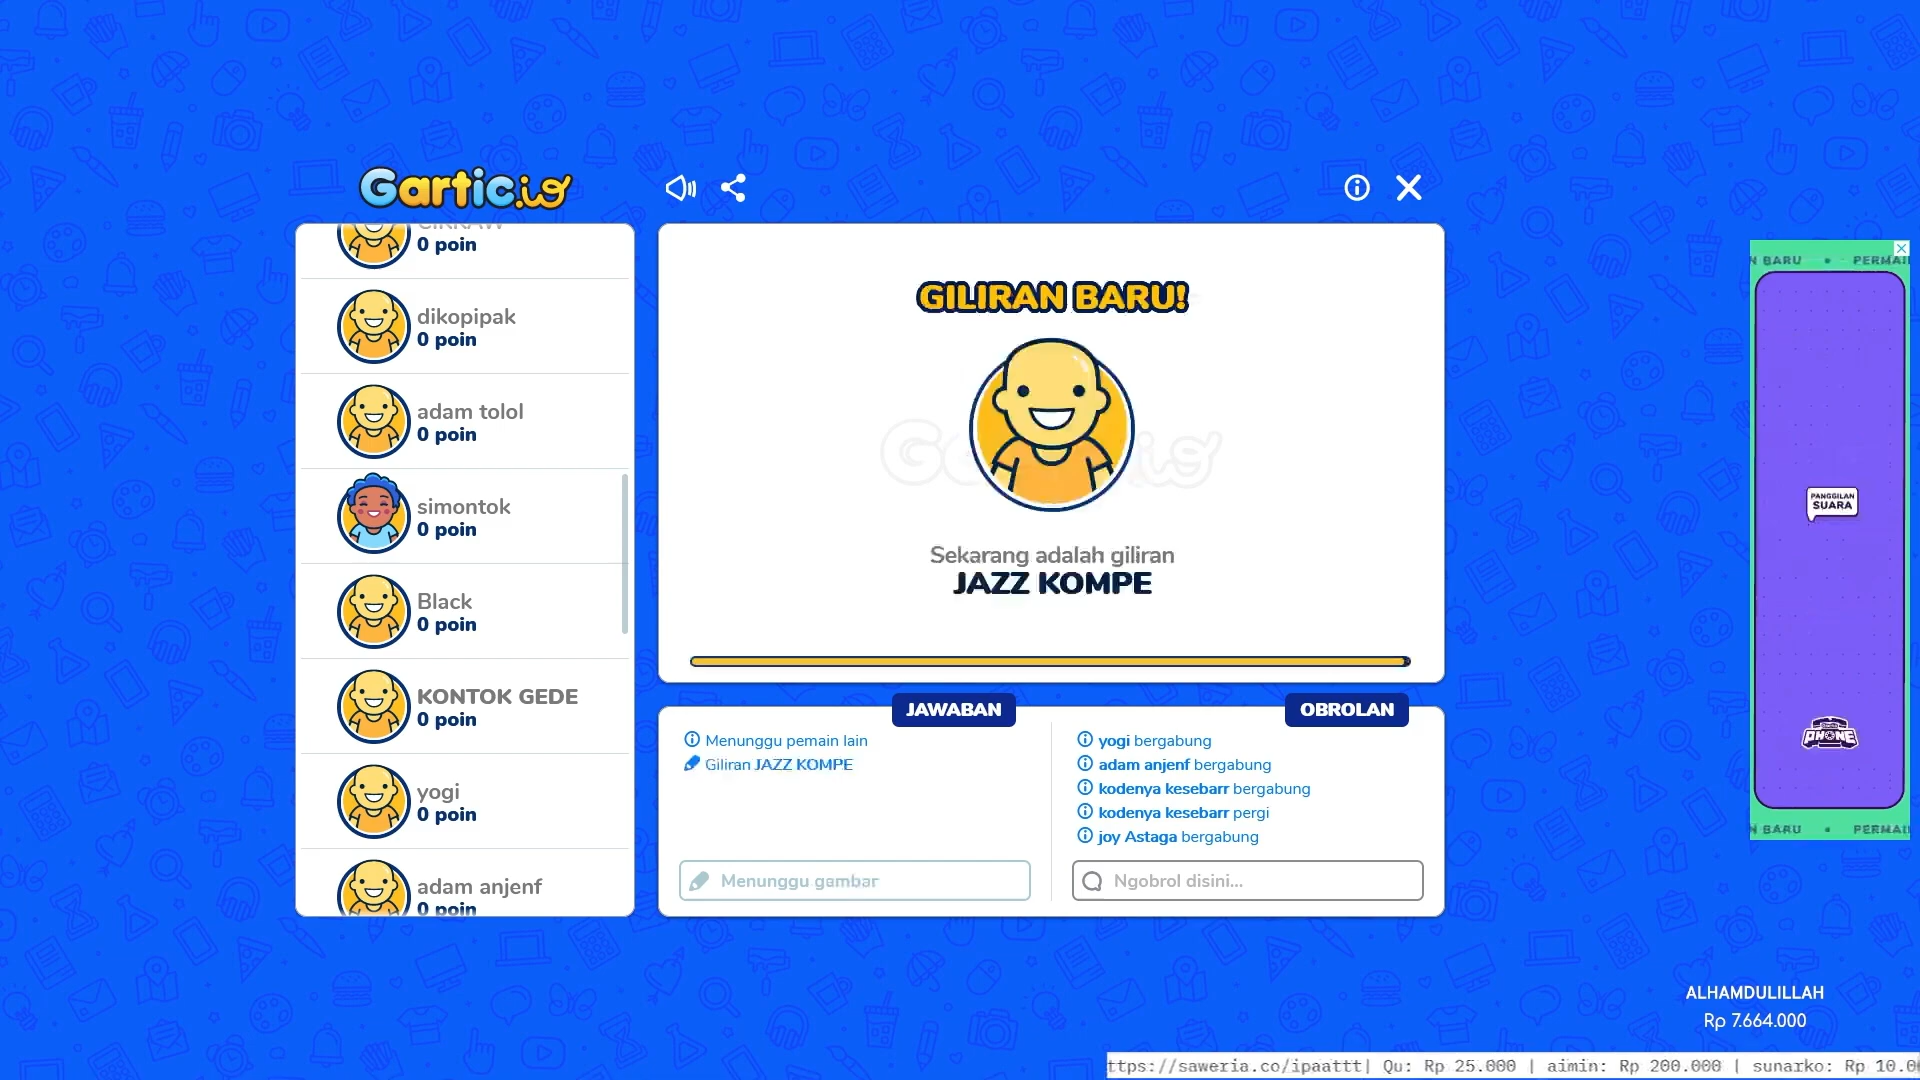 Gartic.io
CIKKAW
0 poin
dikopipak
0 poin
adam tolol
0 poin
simontok
0 poin
Black
0 poin
KONTOK GEDE
0 poin
yogi
0 poin
adam anjenf
0 poin
GILIRAN BARU!
Sekarang adalah giliran
JAZZ KOMPE
JAWABAN
Menunggu pemain lain
Giliran JAZZ KOMPE
Menunggu gambar
OBROLAN
yogi bergabung
adam anjenf bergabung
kodenya kesebarr bergabung
kodenya kesebarr pergi
joy Astaga bergabung
Ngobrol disini...
N BARU • PERMAI
PANGGILAN
SUARA
PHONE
N BARU • PERMAI
ALHAMDULILLAH
Rp 7.664.000
ttps://saweria.co/ipaattt| Qu: Rp 25.000 | aimin: Rp 200.000 | sunarko: Rp 10.0